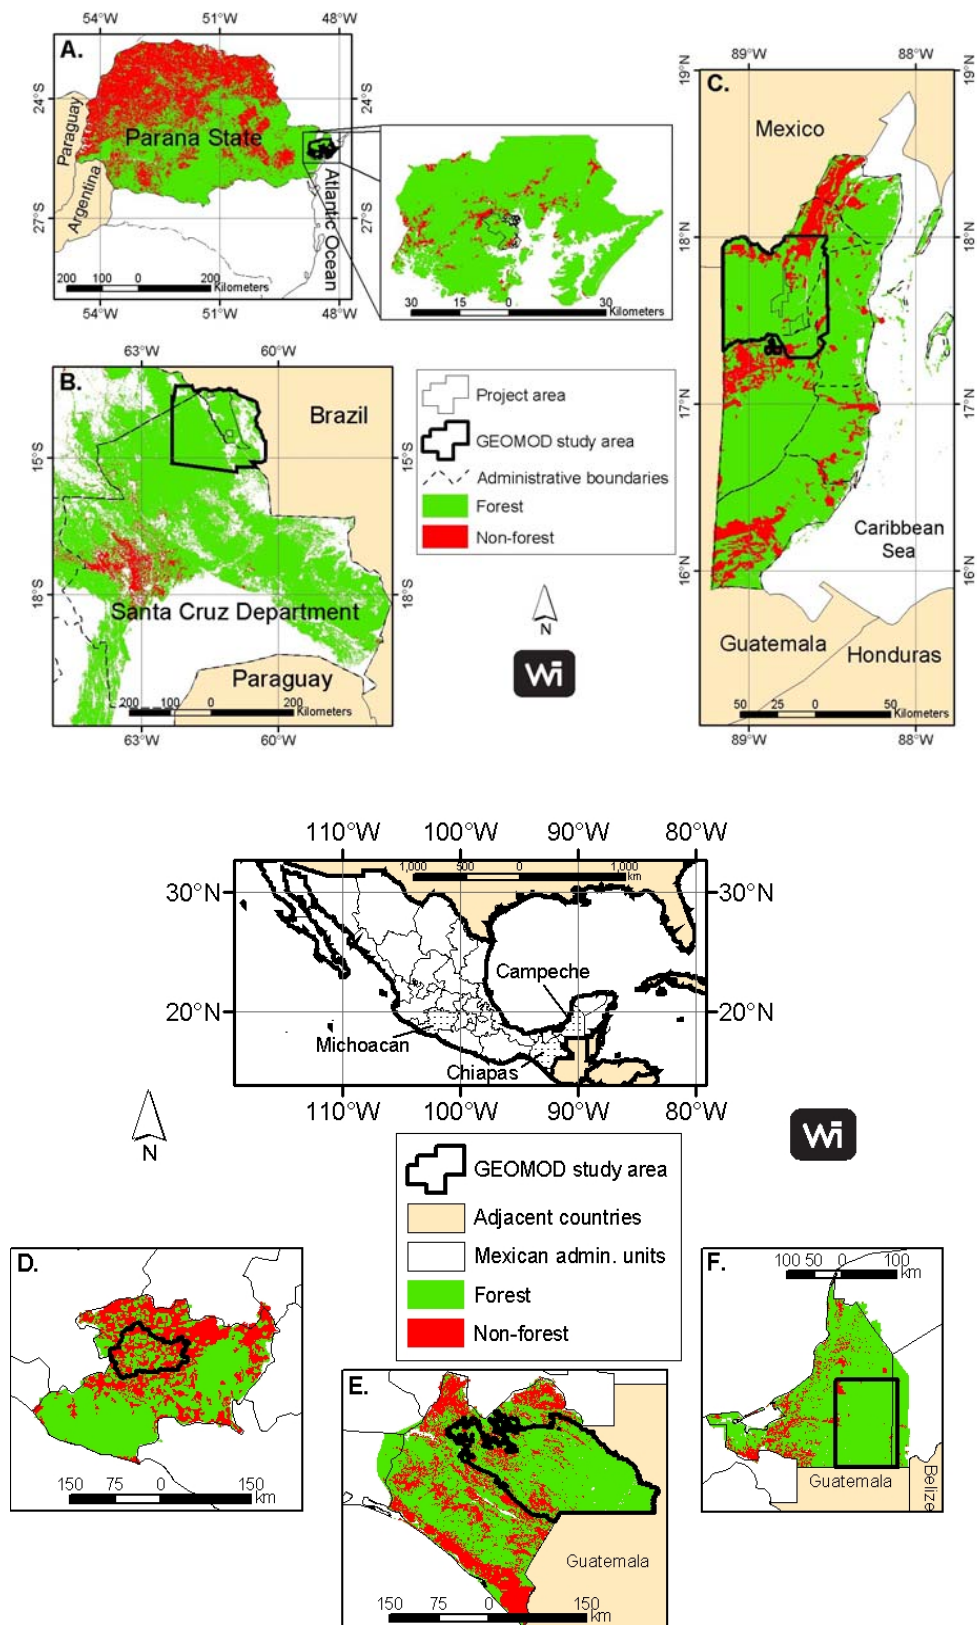 54°W 51°W 48°W
A.
24°S 24°S
Paraguay
Parana State
Argentina
Atlantic Ocean
27°S 27°S
200 100 0 200
Kilometers
54°W 51°W 48°W
30 15 0 30
Kilometers
89°W 88°W
19°N C. 19°N
Mexico
18°N 18°N
17°N 17°N
Caribbean
Sea
16°N 16°N
Guatemala
Honduras
50 25 0 50
Kilometers
89°W 88°W
63°W 60°W
B.
Brazil
15°S 15°S
18°S 18°S
Santa Cruz Department
Paraguay
200 100 0 200
Kilometers
63°W 60°W
Project area
GEOMOD study area
Administrative boundaries
Forest
Non-forest
N
Wi
110°W 100°W 90°W 80°W
1,000 500 0 1,000
km
30°N 30°N
Campeche
20°N 20°N
Michoacan
Chiapas
110°W 100°W 90°W 80°W
N
Wi
GEOMOD study area
Adjacent countries
Mexican admin. units
Forest
Non-forest
D.
150 75 0 150
km
E.
Guatemala
150 75 0 150
km
F.
100 50 0 100
km
Guatemala
Belize